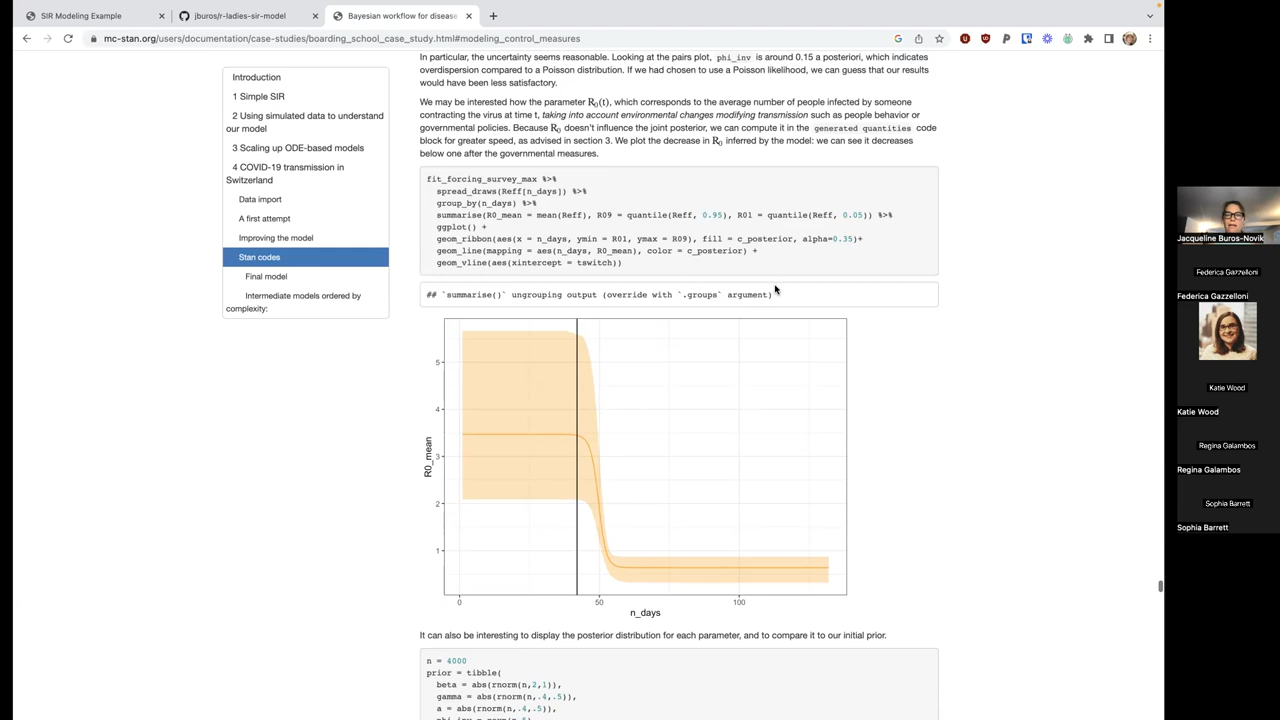 SIR Modeling Example
jburos/r-ladies-sir-model
Bayesian workflow for disease
mc-stan.org/users/documentation/case-studies/boarding_school_case_study.html#modeling_control_measures
Introduction
1 Simple SIR
2 Using simulated data to understand
our model
3 Scaling up ODE-based models
4 COVID-19 transmission in
Switzerland
Data import
A first attempt
Improving the model
Stan codes
Final model
Intermediate models ordered by
complexity:
In particular, the uncertainty seems reasonable. Looking at the pairs plot, phi_inv is around 0.15 a posteriori, which indicates
overdispersion compared to a Poisson distribution. If we had chosen to use a Poisson likelihood, we can guess that our results
would have been less satisfactory.
We may be interested how the parameter R0(t), which corresponds to the average number of people infected by someone
contracting the virus at time t, taking into account environmental changes modifying transmission such as people behavior or
governmental policies. Because R0 doesn't influence the joint posterior, we can compute it in the generated quantities code
block for greater speed, as advised in section 3. We plot the decrease in R0 inferred by the model: we can see it decreases
below one after the governmental measures.
fit_forcing_survey_max %>%
spread_draws(Reff[n_days]) %>%
group_by(n_days) %>%
summarise(R0_mean = mean(Reff), R09 = quantile(Reff, 0.95), R01 = quantile(Reff, 0.05)) %>%
ggplot() +
geom_ribbon(aes(x = n_days, ymin = R01, ymax = R09), fill = c_posterior, alpha=0.35)+
geom_line(mapping = aes(n_days, R0_mean), color = c_posterior) +
geom_vline(aes(xintercept = tswitch))
## `summarise()` ungrouping output (override with `.groups` argument)
5
4
3
2
1
R0_mean
0
50
100
n_days
It can also be interesting to display the posterior distribution for each parameter, and to compare it to our initial prior.
n = 4000
prior = tibble(
beta = abs(rnorm(n,2,1)),
gamma = abs(rnorm(n,.4,.5)),
a = abs(rnorm(n,.4,.5)),
Jacqueline Buros-Novik
Federica Gazzelloni
Federica Gazzelloni
Katie Wood
Katie Wood
Regina Galambos
Regina Galambos
Sophia Barrett
Sophia Barrett